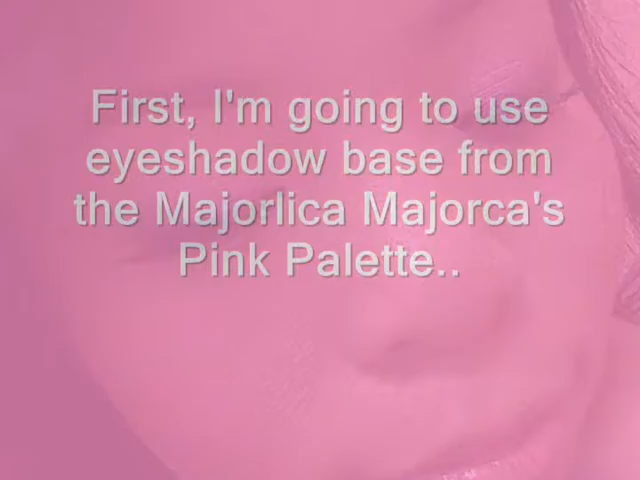 First, I'm going to use
eyeshadow base from
the Majorlica Majorca's
Pink Palette..